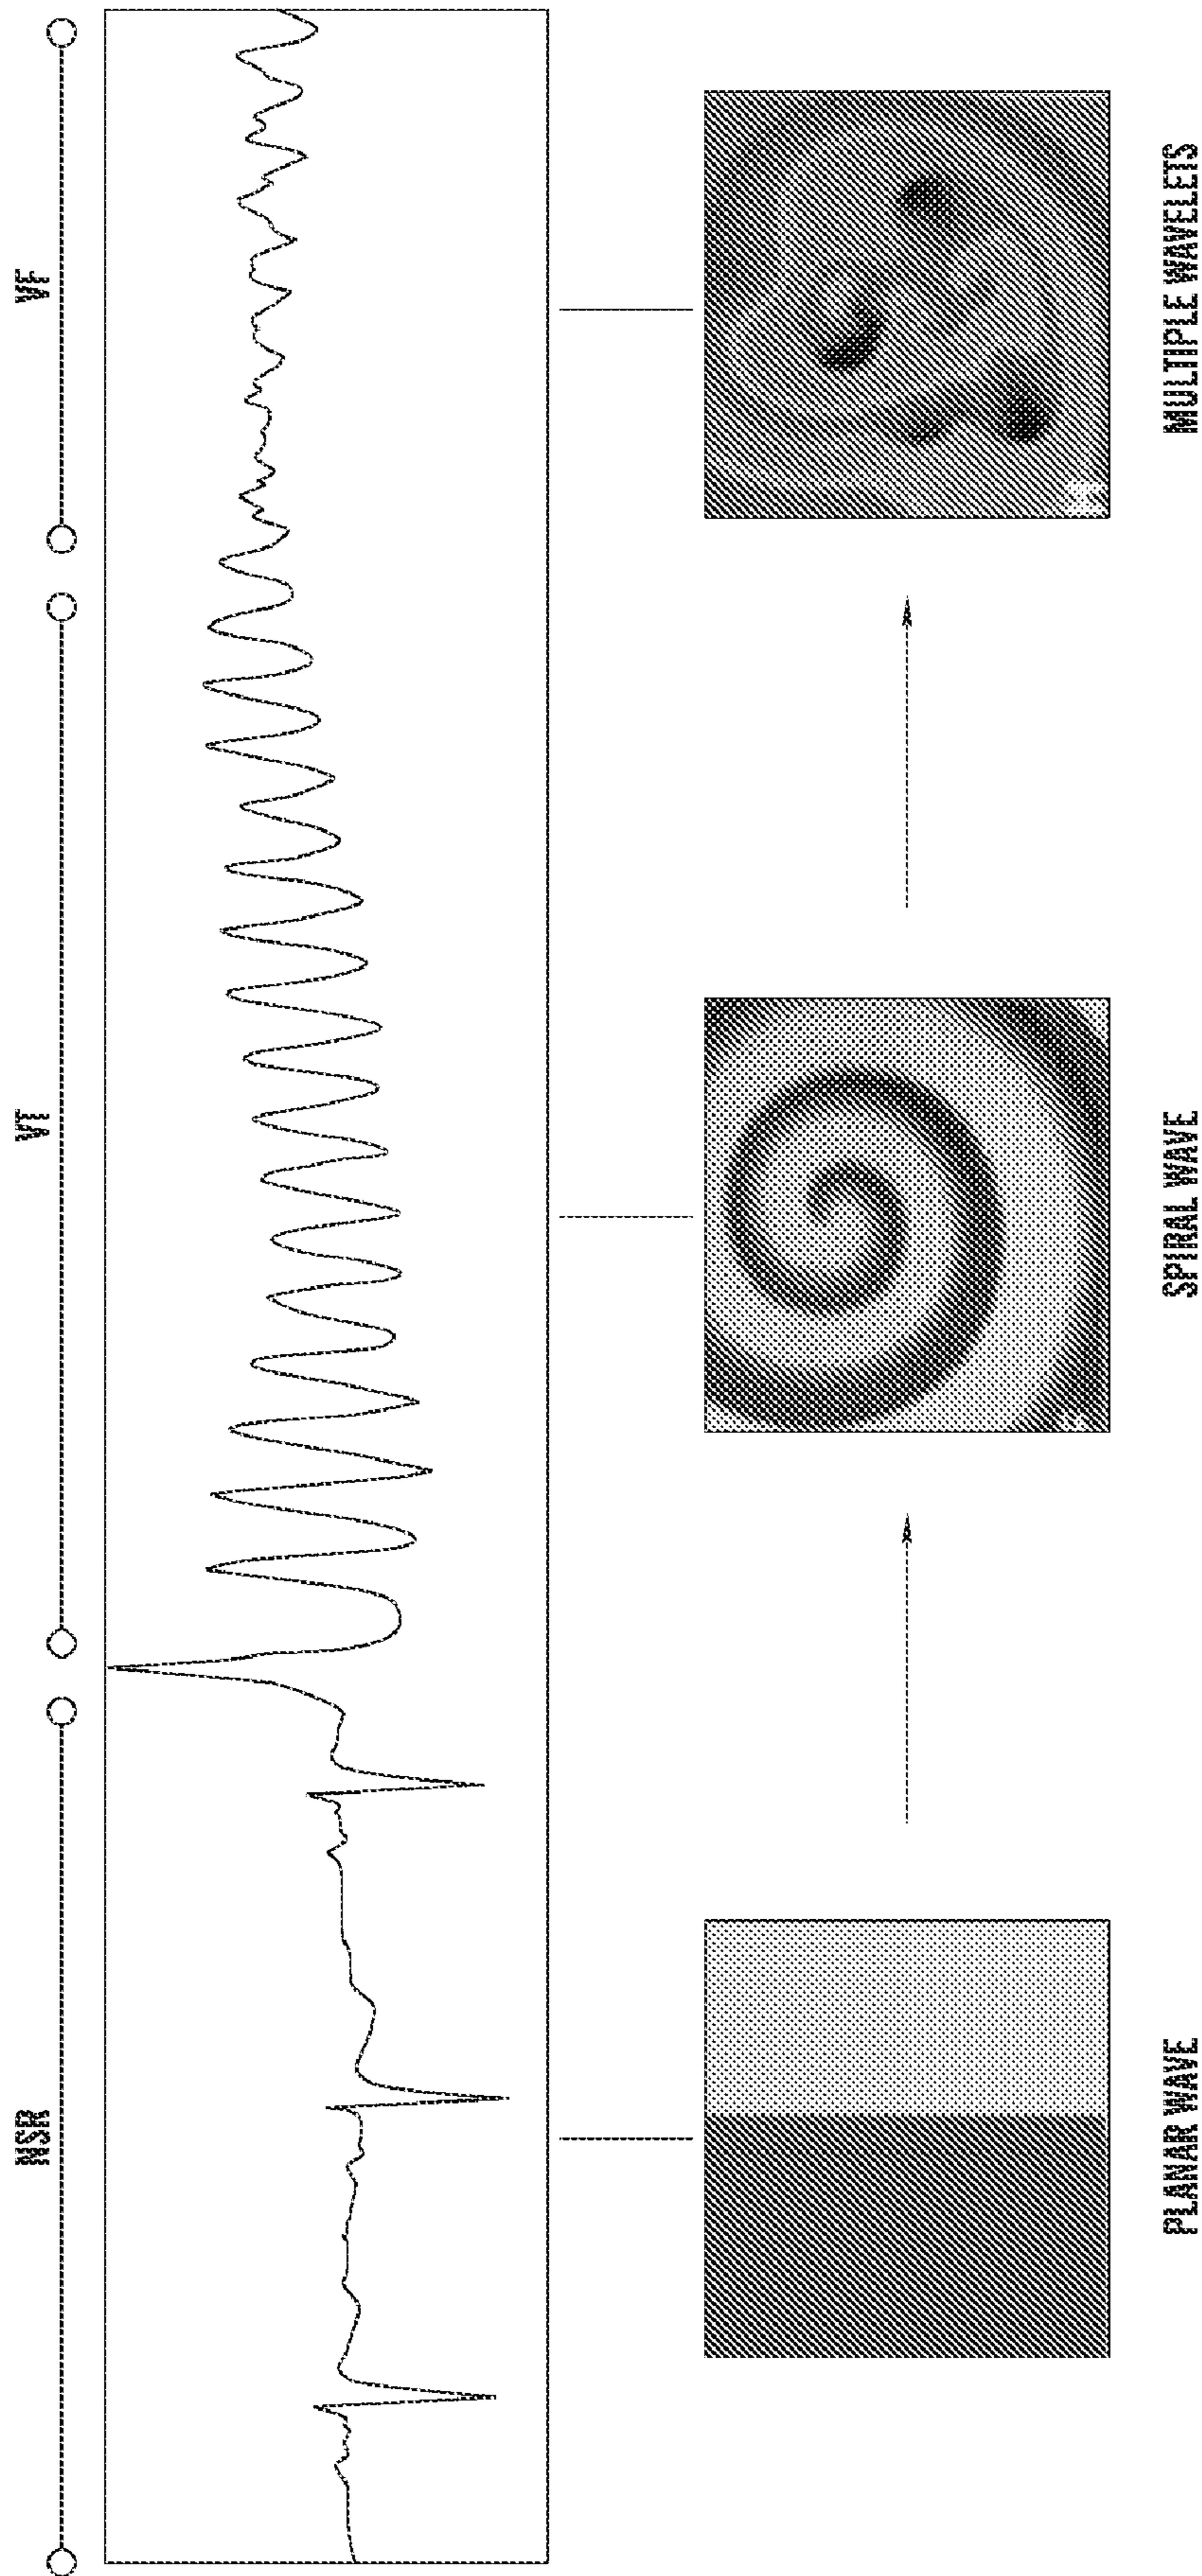 NSR
VT
VF
PLANAR WAVE
SPIRAL WAVE
MULTIPLE WAVELETS